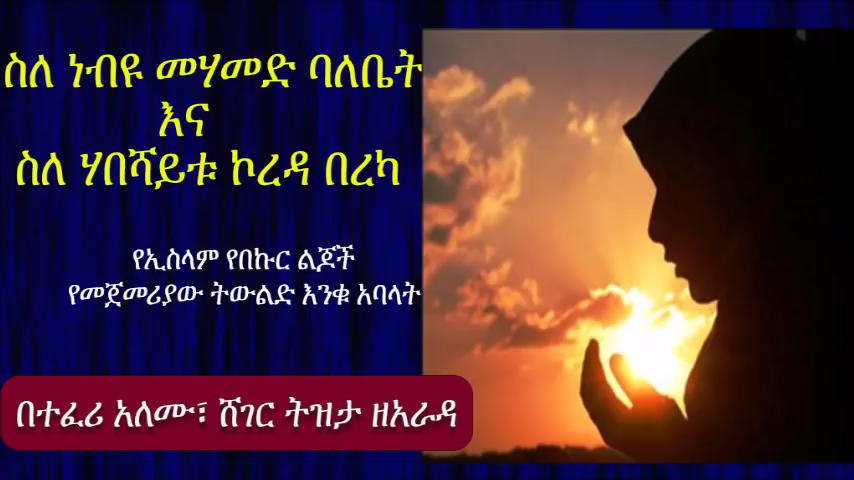 ስለ ነብዩ መሃመድ ባለቤት
እና
ስለ ሃበሻይቱ ኮረዳ በረካ
የኢስላም የበኩር ልጆች
የመጀመሪያው ትውልድ እንቁ አባላት
በተፈሪ አለሙ፣ ሸገር ትዝታ ዘአራዳ